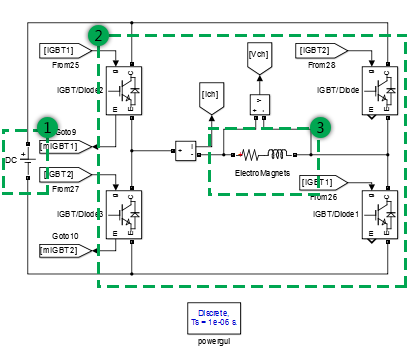 2
[IGBT1]
From25
[IGBT2]
From28
[Vch]
[Ich]
g
C
g
C
IGBT/Diode2
IGBT/Diode
m
E
m
E
Goto9
[mIGBT1]
1
DC
+
+
-
v
+
-
i
3
[IGBT2]
From27
ElectroMagnets
[IGBT1]
From26
g
C
g
C
IGBT/Diode3
IGBT/Diode1
m
E
m
E
Goto10
[mIGBT2]
Discrete,
Ts = 1e-06 s.
powergui